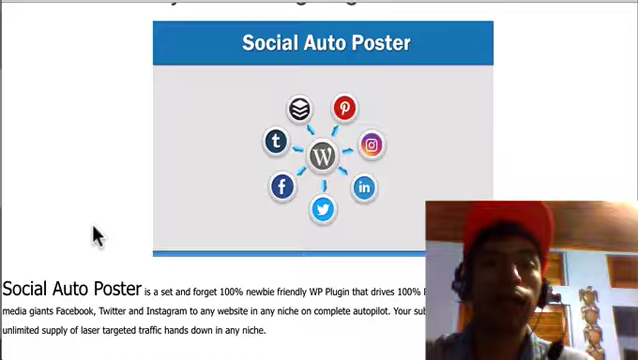 Social Auto Poster
Social Auto Poster is a set and forget 100% newbie friendly WP Plugin that drives 100%
media giants Facebook, Twitter and Instagram to any website in any niche on complete autopilot. Your
unlimited supply of laser targeted traffic hands down in any niche.